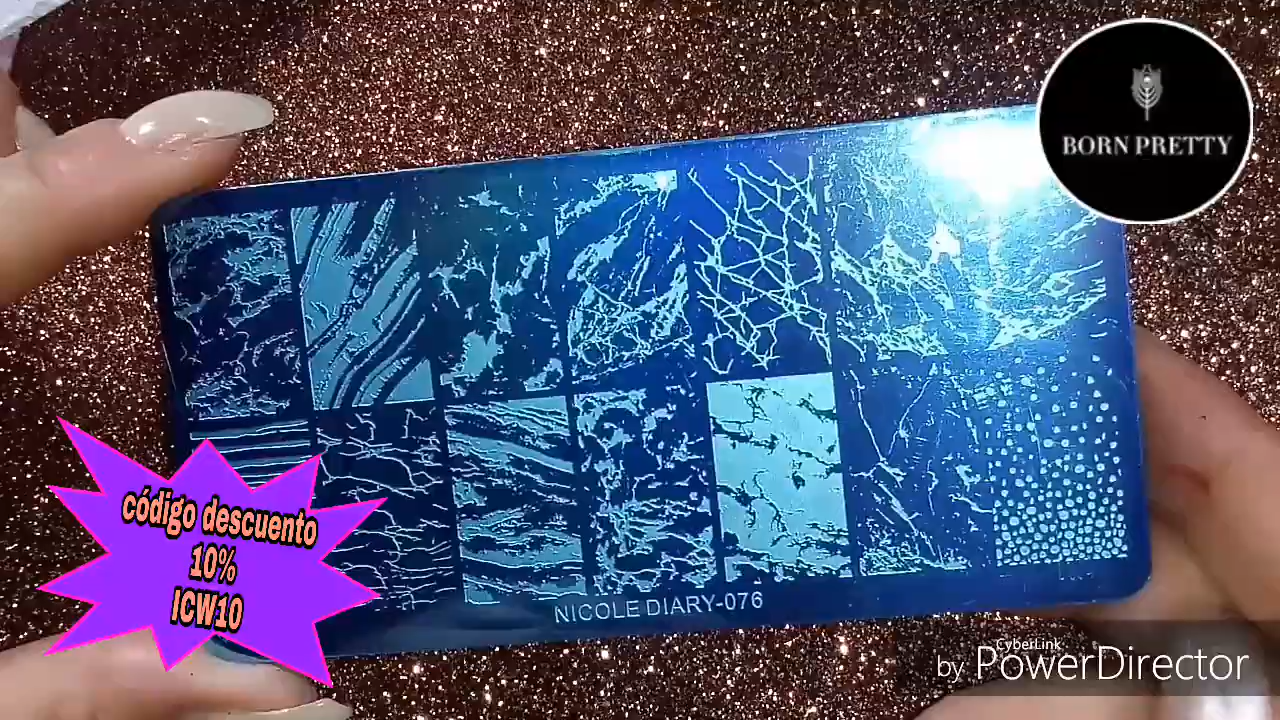 BORN PRETTY
código descuento
10%
ICW10
NICOLE DIARY-076
CyberLink
by PowerDirector